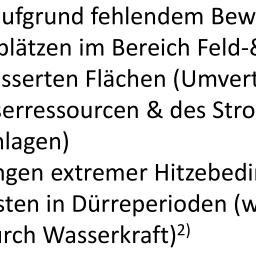 ufgrund fehlendem Bew
plätzen im Bereich Feld-&
sserten Flächen (Umvert
serressourcen & des Stro
nlagen)
ngen extremer Hitzebedi
sten in Dürreperioden (w
urch Wasserkraft)²⁾